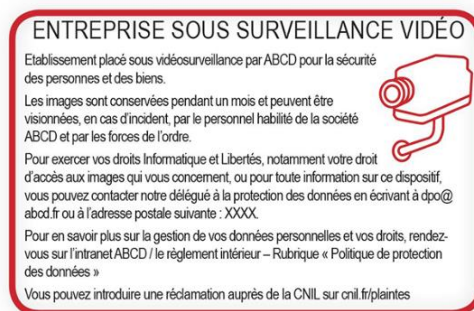 ENTREPRISE SOUS SURVEILLANCE VIDÉO
Etablissement placé sous vidéosurveillance par ABCD pour la sécurité
des personnes et des biens.
Les images sont conservées pendant un mois et peuvent être
visionnées, en cas d'incident, par le personnel habilité de la société
ABCD et par les forces de l'ordre.
Pour exercer vos droits Informatique et Libertés, notamment votre droit
d'accès aux images qui vous concernent, ou pour toute information sur ce dispositif,
vous pouvez contacter notre délégué à la protection des données en écrivant à dpo@
abcd.fr ou à l'adresse postale suivante : XXXX.
Pour en savoir plus sur la gestion de vos données personnelles et vos droits, rendez-
vous sur l'intranet ABCD / le règlement intérieur – Rubrique « Politique de protection
des données »
Vous pouvez introduire une réclamation auprès de la CNIL sur cnil.fr/plaintes